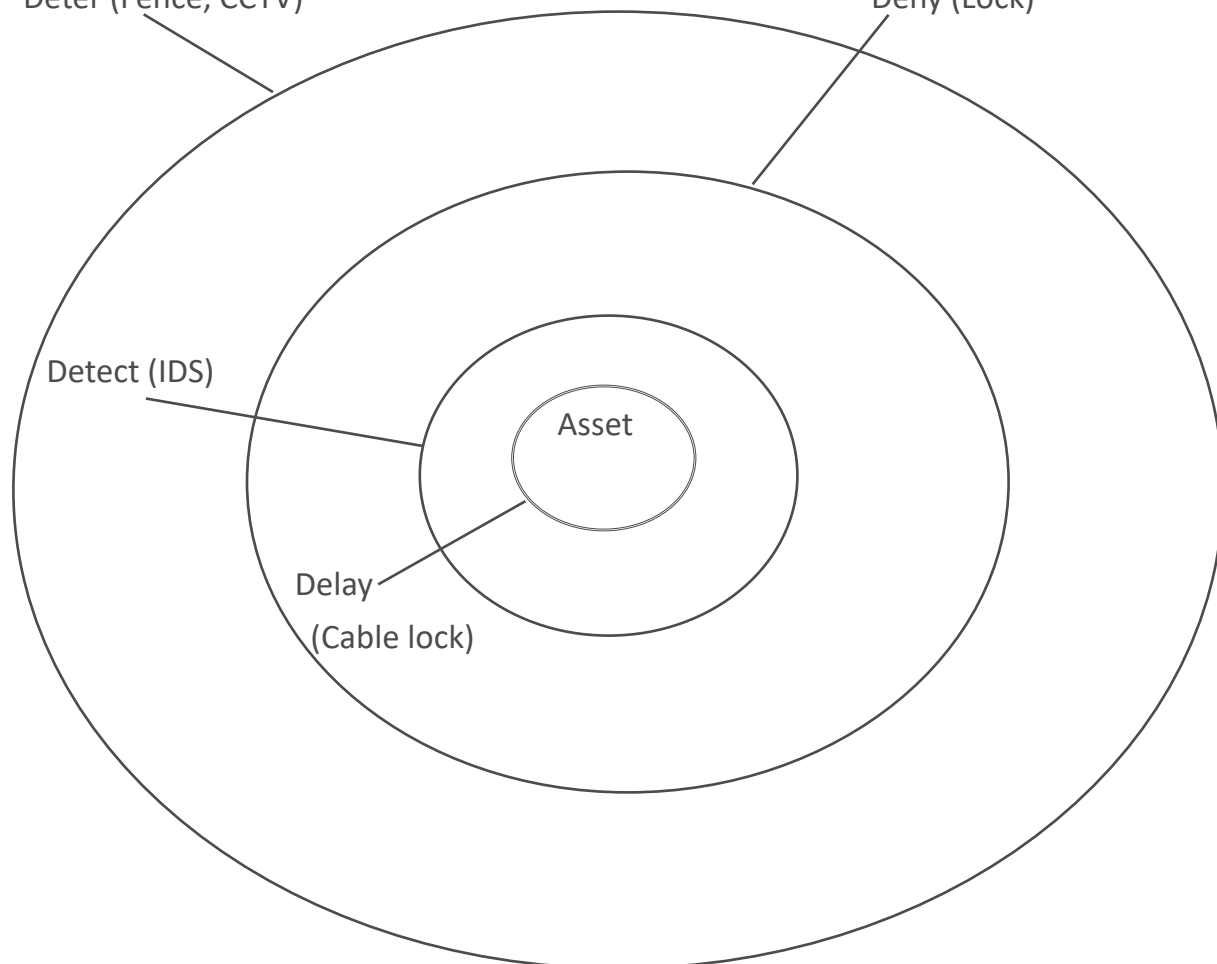 Deter (Fence, CCTV)
Deny (Lock)
Detect (IDS)
Asset
Delay
(Cable lock)